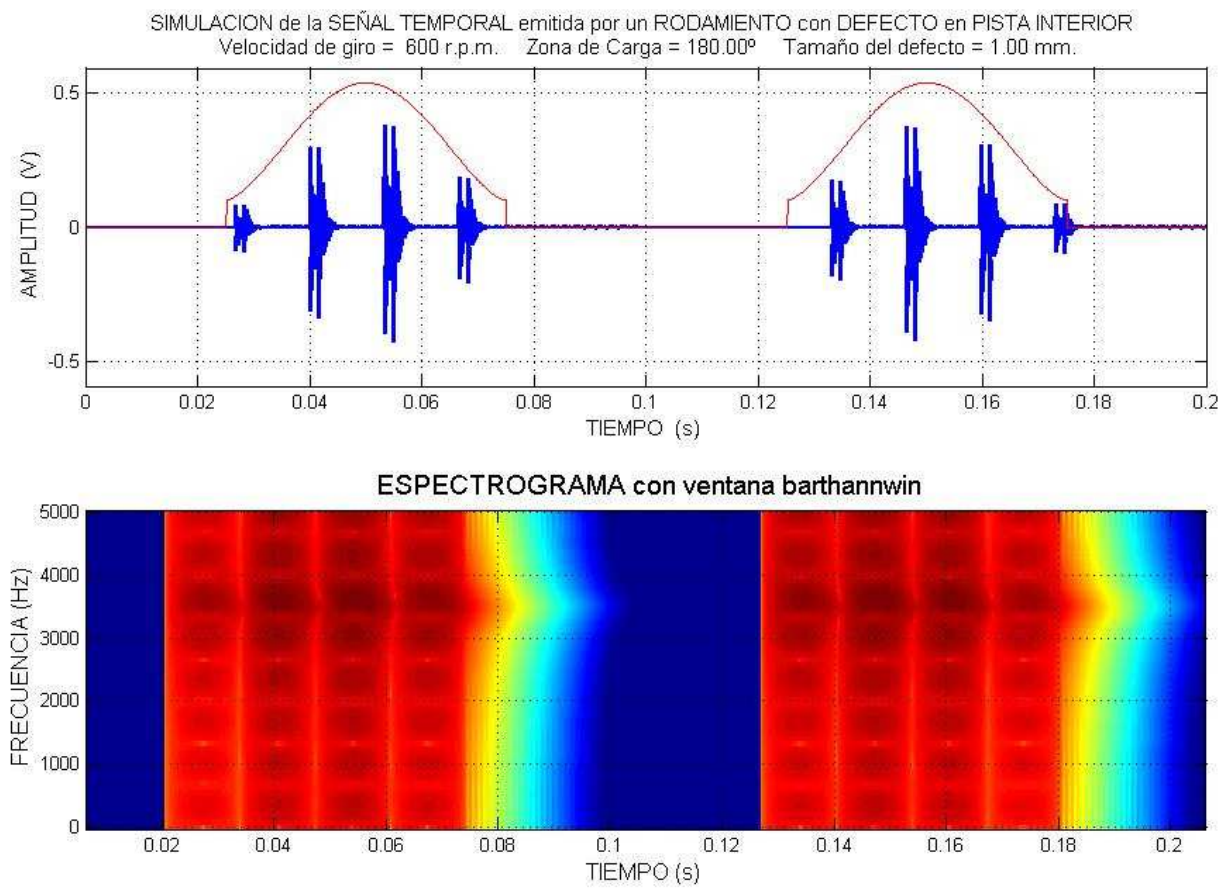 SIMULACION de la SEÑAL TEMPORAL emitida por un RODAMIENTO con DEFECTO en PISTA INTERIOR
Velocidad de giro = 600 r.p.m. Zona de Carga = 180.00º Tamaño del defecto = 1.00 mm.
AMPLITUD (V)
0.5
0
-0.5
0 0.02 0.04 0.06 0.08 0.1 0.12 0.14 0.16 0.18 0.2
TIEMPO (s)
ESPECTROGRAMA con ventana barthannwin
FRECUENCIA (Hz)
5000
4000
3000
2000
1000
0
0.02 0.04 0.06 0.08 0.1 0.12 0.14 0.16 0.18 0.2
TIEMPO (s)